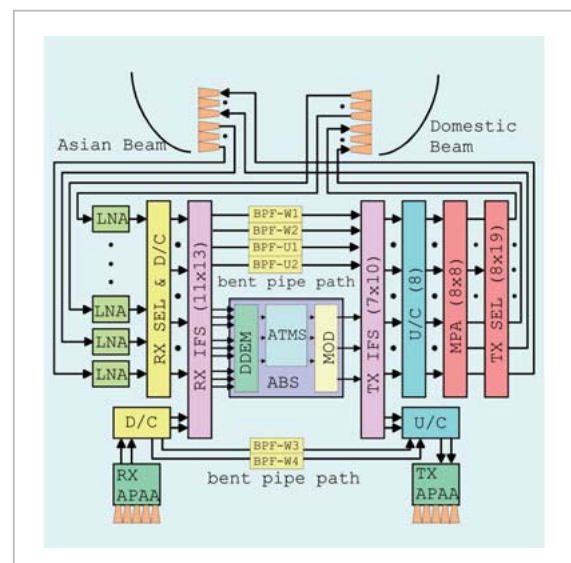 Asian Beam
Domestic
Beam
LNA
LNA
LNA
LNA
RX SEL & D/C
RX IFS (11x13)
BPF-W1
BPF-W2
BPF-U1
BPF-U2
bent pipe path
DDEM
ATMS
MOD
ABS
TX IFS (7x10)
U/C (8)
MPA (8x8)
TX SEL (8x19)
D/C
U/C
BPF-W3
BPF-W4
bent pipe path
RX
APAA
TX
APAA